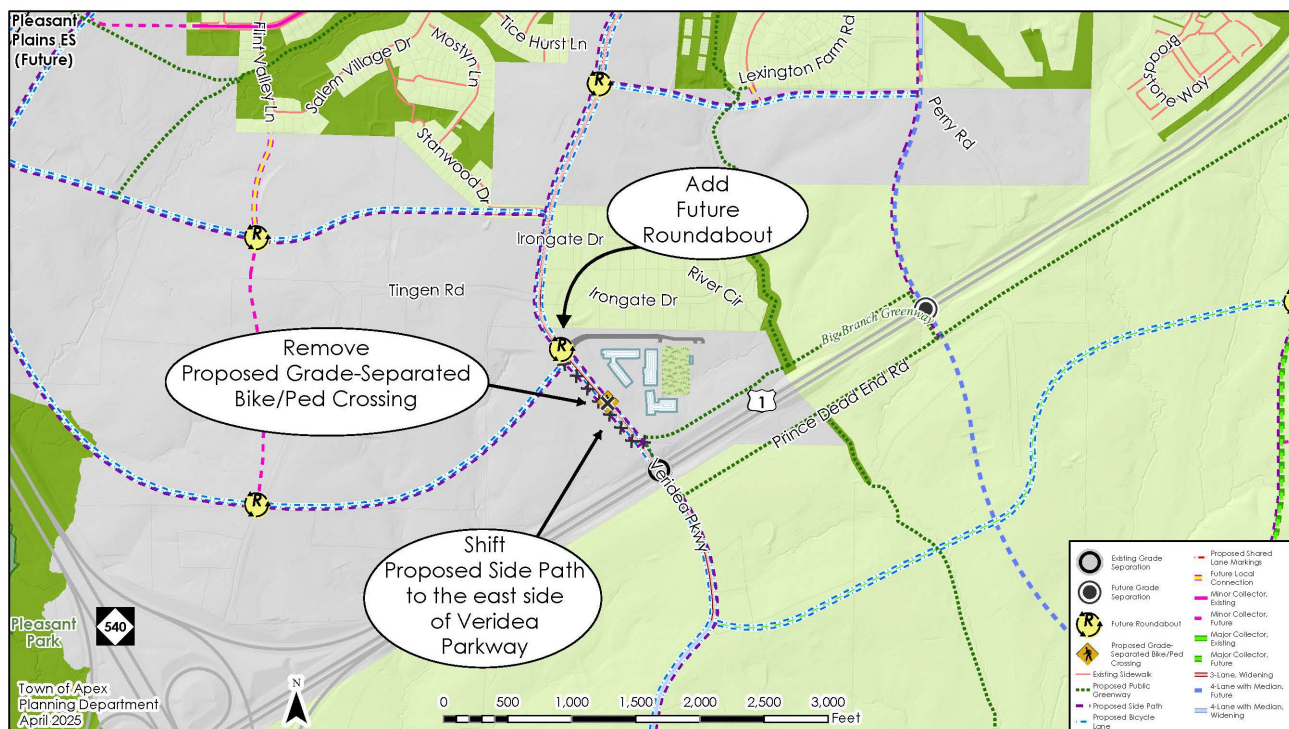 Pleasant
Plains ES
(Future)
Flint Valley Ln
Salem Village Dr
Mostyn Ln
Tice Hurst Ln
Stanwood Dr
Lexington Farm Rd
Perry Rd
Broadstone Way
Add
Future
Roundabout
Irongate Dr
Irongate Dr
River Cir
Tingen Rd
Big Branch Greenway
Prince Dead End Rd
1
Remove
Proposed Grade-Separated
Bike/Ped Crossing
Veridea Pkwy
Shift
Proposed Side Path
to the east side
of Veridea
Parkway
R
R
R
R
540
Pleasant
Park
Town of Apex
Planning Department
April 2025
N
0 500 1,000 1,500 2,000 2,500 3,000
Feet
Existing Grade
Separation
Future Grade
Separation
R
Future Roundabout
Proposed Grade-
Separated Bike/Ped
Crossing
Existing Sidewalk
Proposed Public
Greenway
Proposed Side Path
Proposed Bicycle
Lane
Proposed Shared
Lane Markings
Future Local
Connection
Minor Collector,
Existing
Minor Collector,
Future
Major Collector,
Existing
Major Collector,
Future
3-Lane, Widening
4-Lane with Median,
Future
4-Lane with Median,
Widening